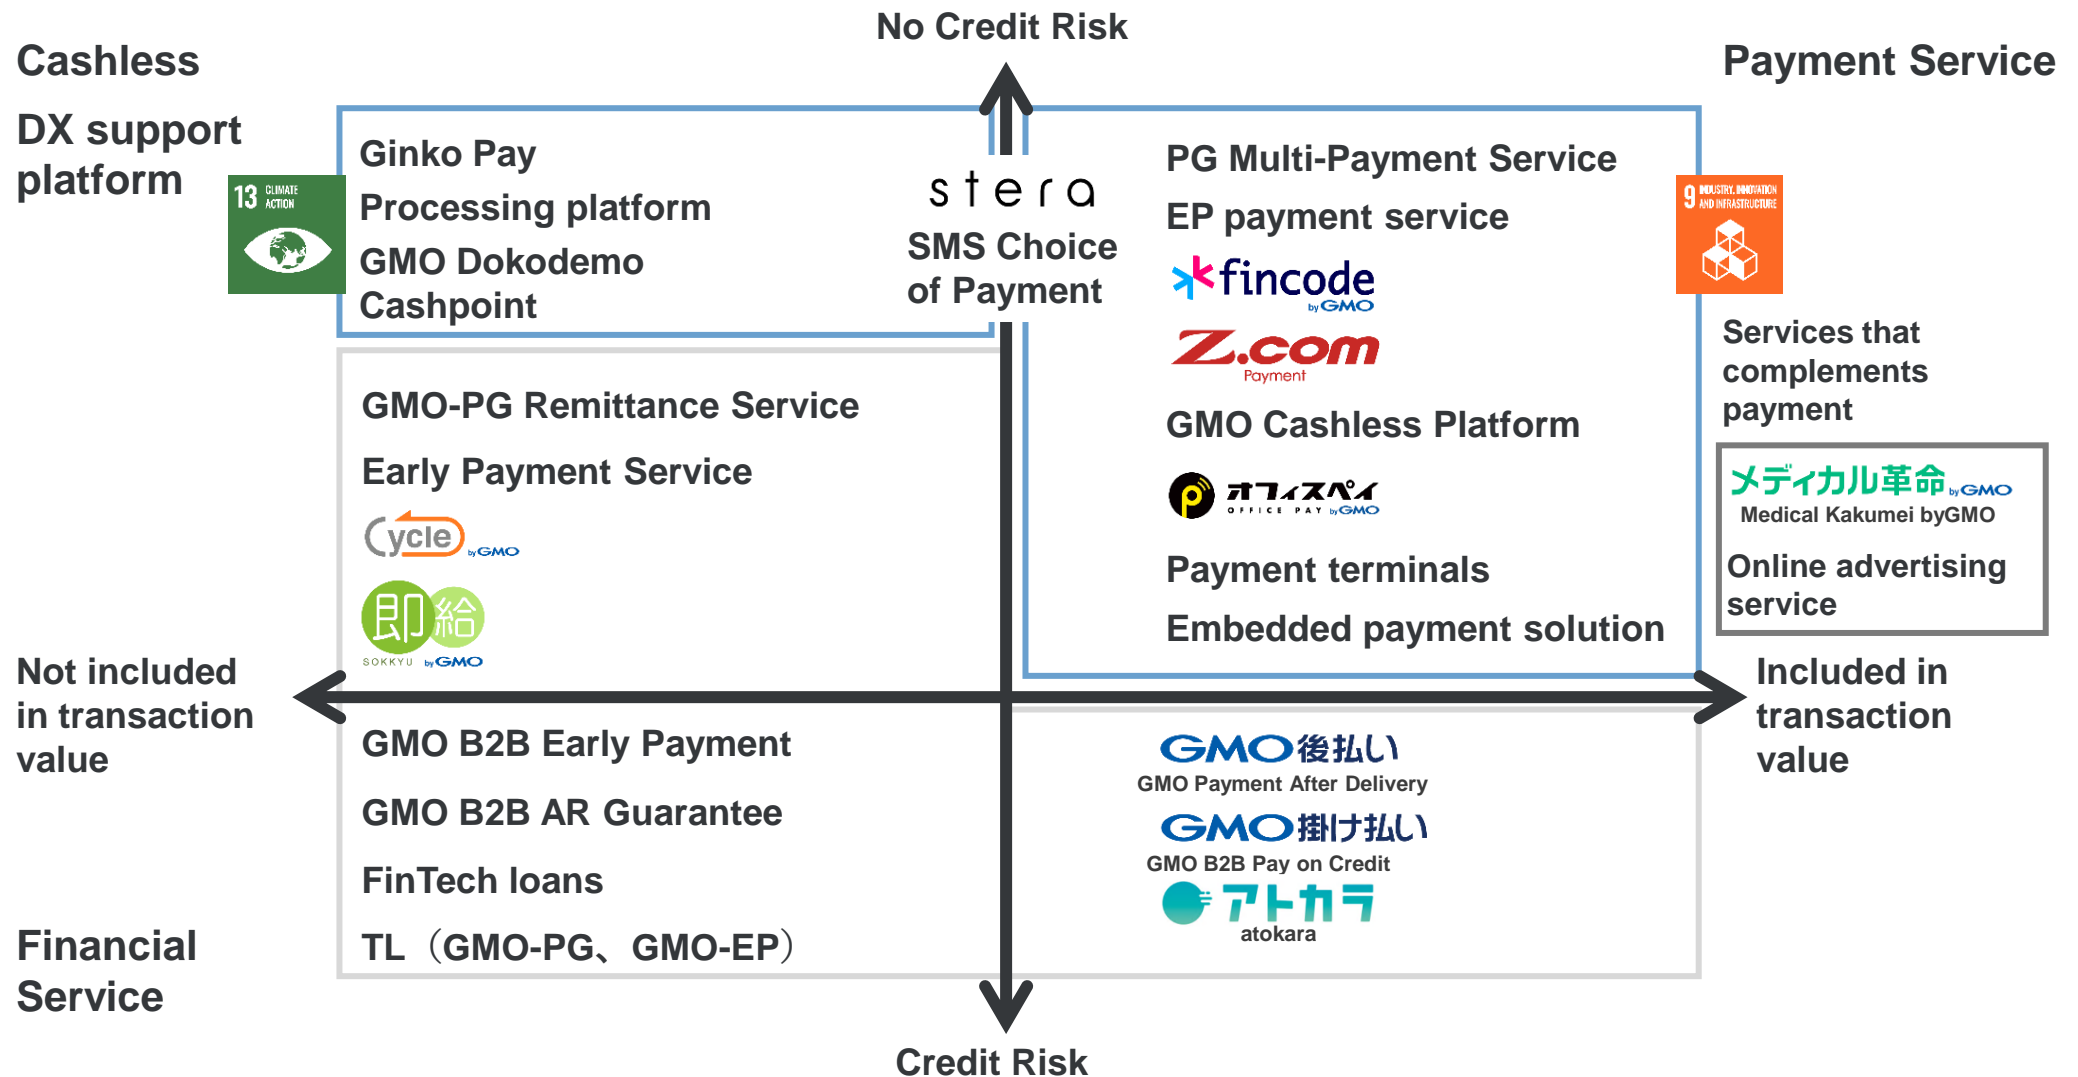 No Credit Risk
Cashless
DX support
platform
Payment Service
13 CLIMATE
ACTION
Ginko Pay
Processing platform
GMO Dokodemo
Cashpoint
stera
SMS Choice
of Payment
PG Multi-Payment Service
EP payment service
fincode
byGMO
Z.com
Payment
GMO Cashless Platform
オフィスペイ
OFFICE PAY byGMO
Payment terminals
Embedded payment solution
9 INDUSTRY, INNOVATION
AND INFRASTRUCTURE
Services that
complements
payment
メディカル革命 byGMO
Medical Kakumei byGMO
Online advertising
service
GMO-PG Remittance Service
Early Payment Service
Cycle byGMO
即給
SOKKYU byGMO
Not included
in transaction
value
Included in
transaction
value
GMO B2B Early Payment
GMO B2B AR Guarantee
FinTech loans
TL（GMO-PG、GMO-EP）
GMO後払い
GMO Payment After Delivery
GMO掛け払い
GMO B2B Pay on Credit
アトカラ
atokara
Financial
Service
Credit Risk